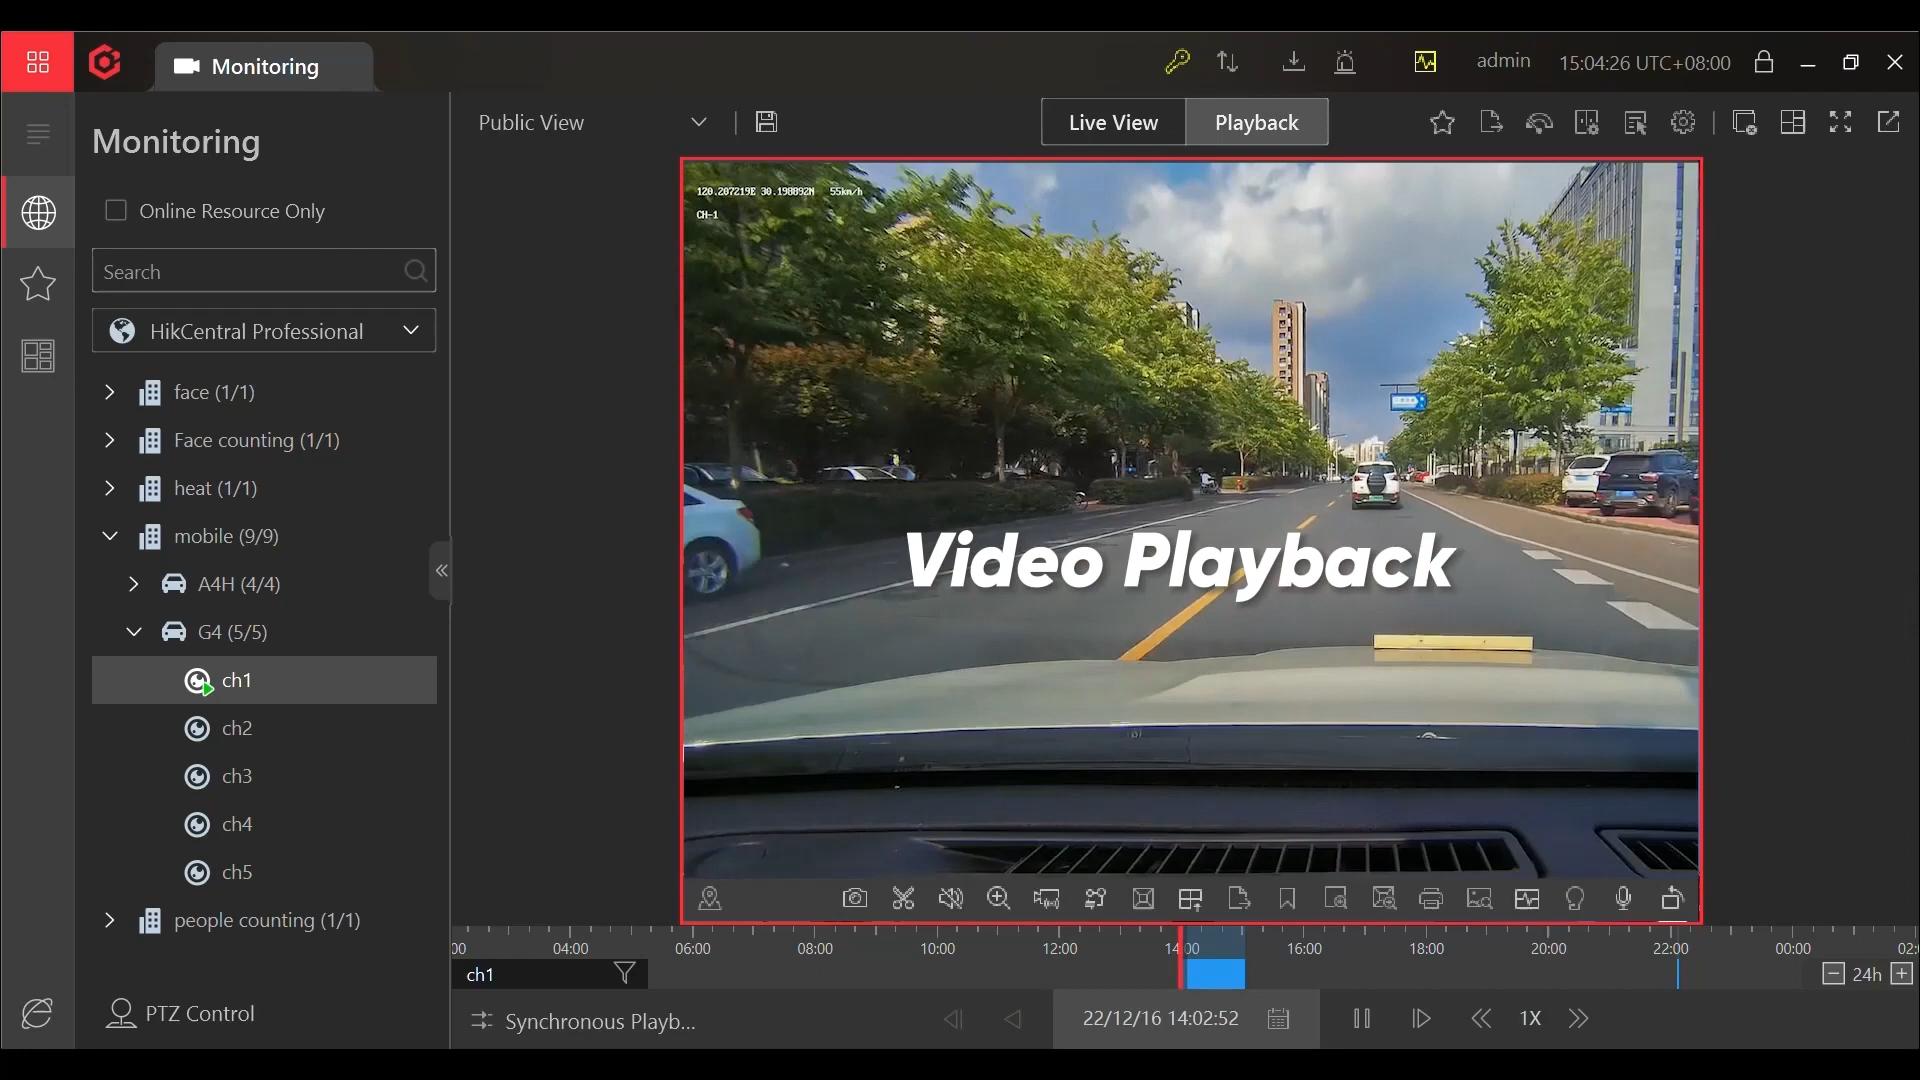 Monitoring
admin
15:04:26 UTC+08:00
Monitoring
Public View
Live View
Playback
Online Resource Only
Search
HikCentral Professional
face (1/1)
Face counting (1/1)
heat (1/1)
mobile (9/9)
A4H (4/4)
G4 (5/5)
ch1
ch2
ch3
ch4
ch5
people counting (1/1)
PTZ Control
120.207219E 30.198892N 55km/h
CH-1
Video Playback
:00 04:00 06:00 08:00 10:00 12:00 14:00 16:00 18:00 20:00 22:00 00:00 02:
ch1
24h
Synchronous Playb...
22/12/16 14:02:52
1X